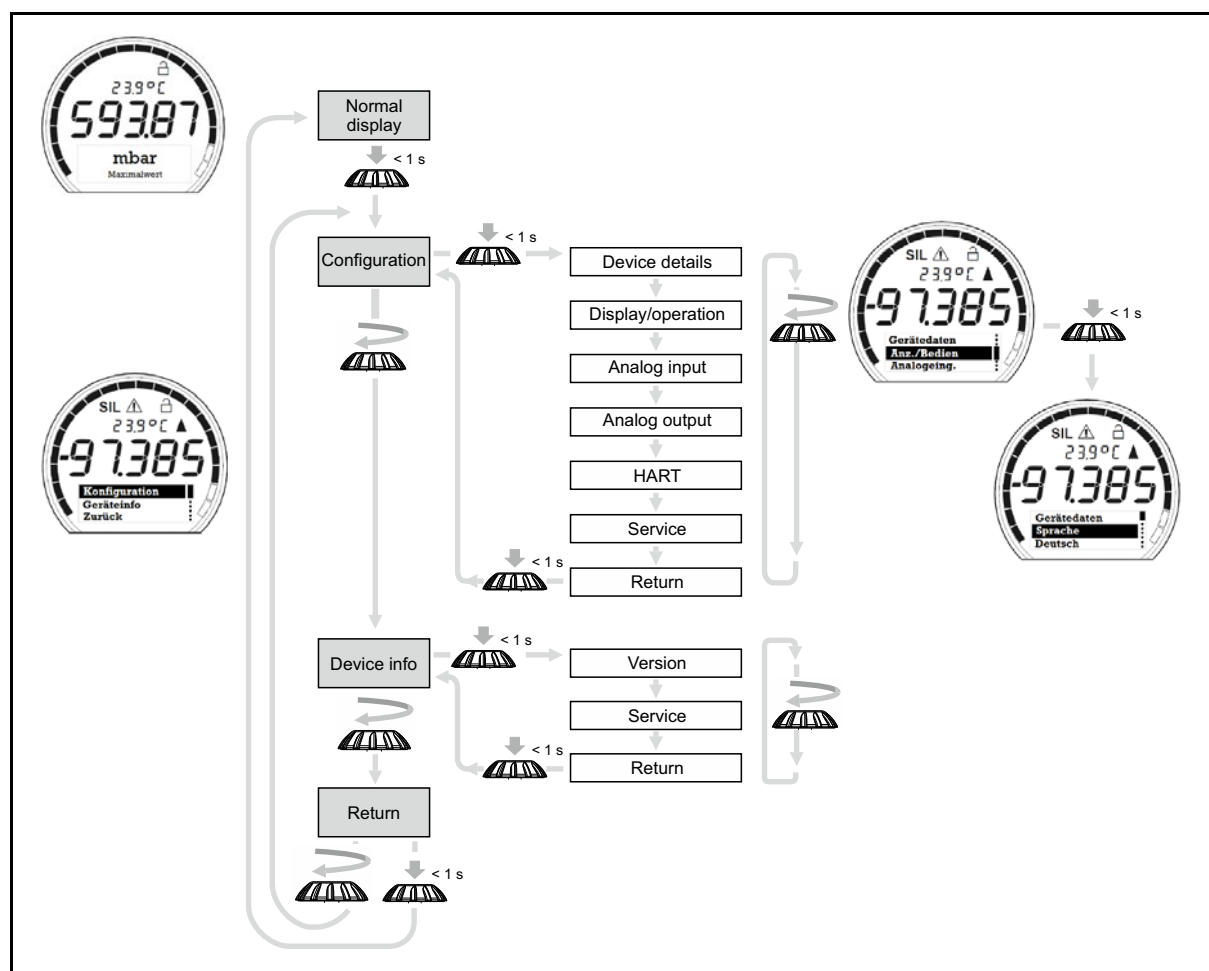 23.9°C
593.87
mbar
Maximalwert
Normal
display
< 1 s
Configuration
< 1 s
Device details
Display/operation
Analog input
Analog output
HART
Service
Return
< 1 s
SIL
23.9°C
-97.385
Gerätedaten
Anz./Bedien
Analogeing.
< 1 s
SIL
23.9°C
-97.385
Gerätedaten
Sprache
Deutsch
SIL
23.9°C
-97.385
Konfiguration
Geräteinfo
Zurück
Device info
< 1 s
Version
Service
Return
< 1 s
Return
< 1 s